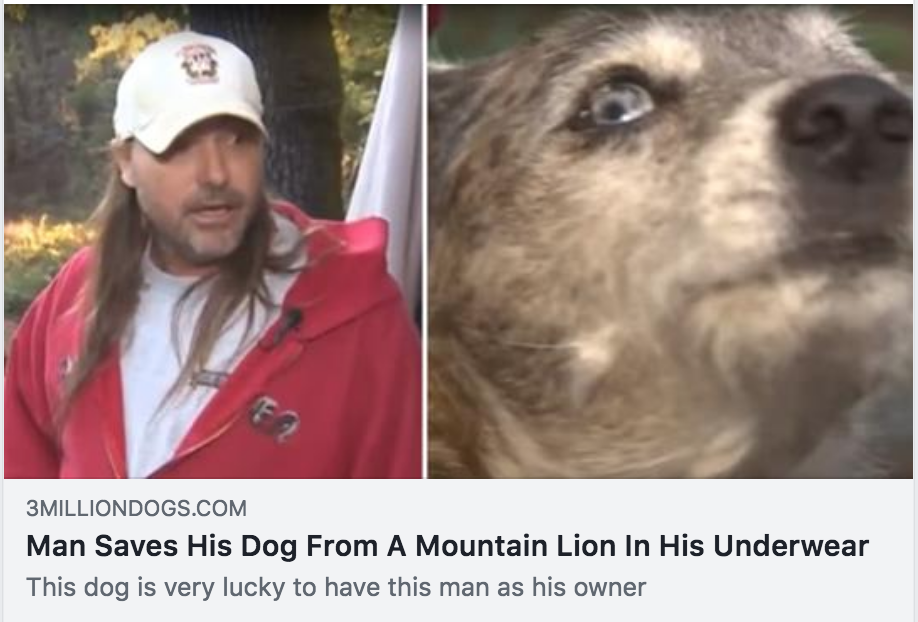 3MILLIONDOGS.COM
Man Saves His Dog From A Mountain Lion In His Underwear
This dog is very lucky to have this man as his owner